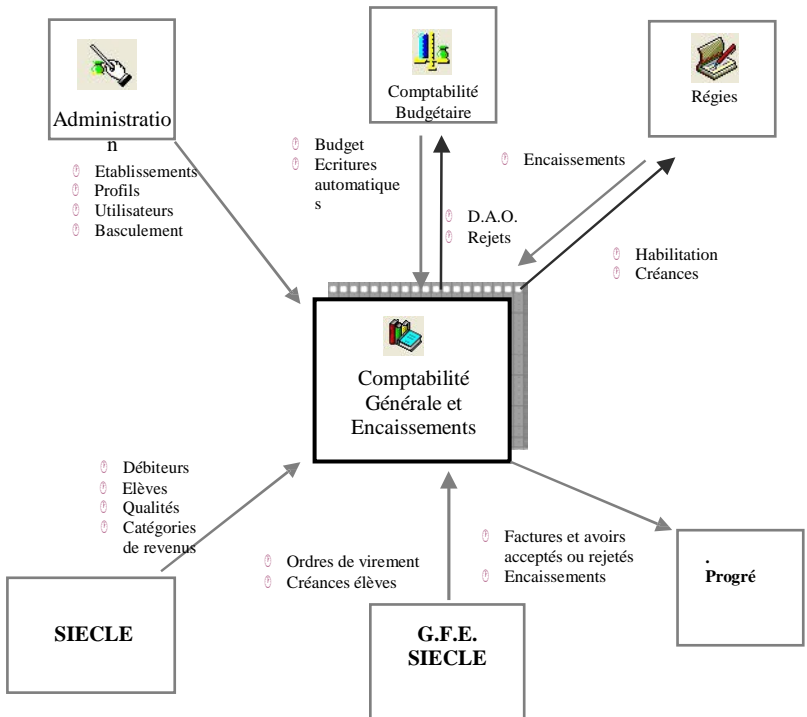 Administratio
n
Etablissements
Profils
Utilisateurs
Basculement
Comptabilité
Budgétaire
Budget
Ecritures
automatique
s
D.A.O.
Rejets
Régies
Encaissements
Habilitation
Créances
Comptabilité
Générale et
Encaissements
Débiteurs
Elèves
Qualités
Catégories
de revenus
SIECLE
Ordres de virement
Créances élèves
G.F.E.
SIECLE
Factures et avoirs
acceptés ou rejetés
Encaissements
.
Progré